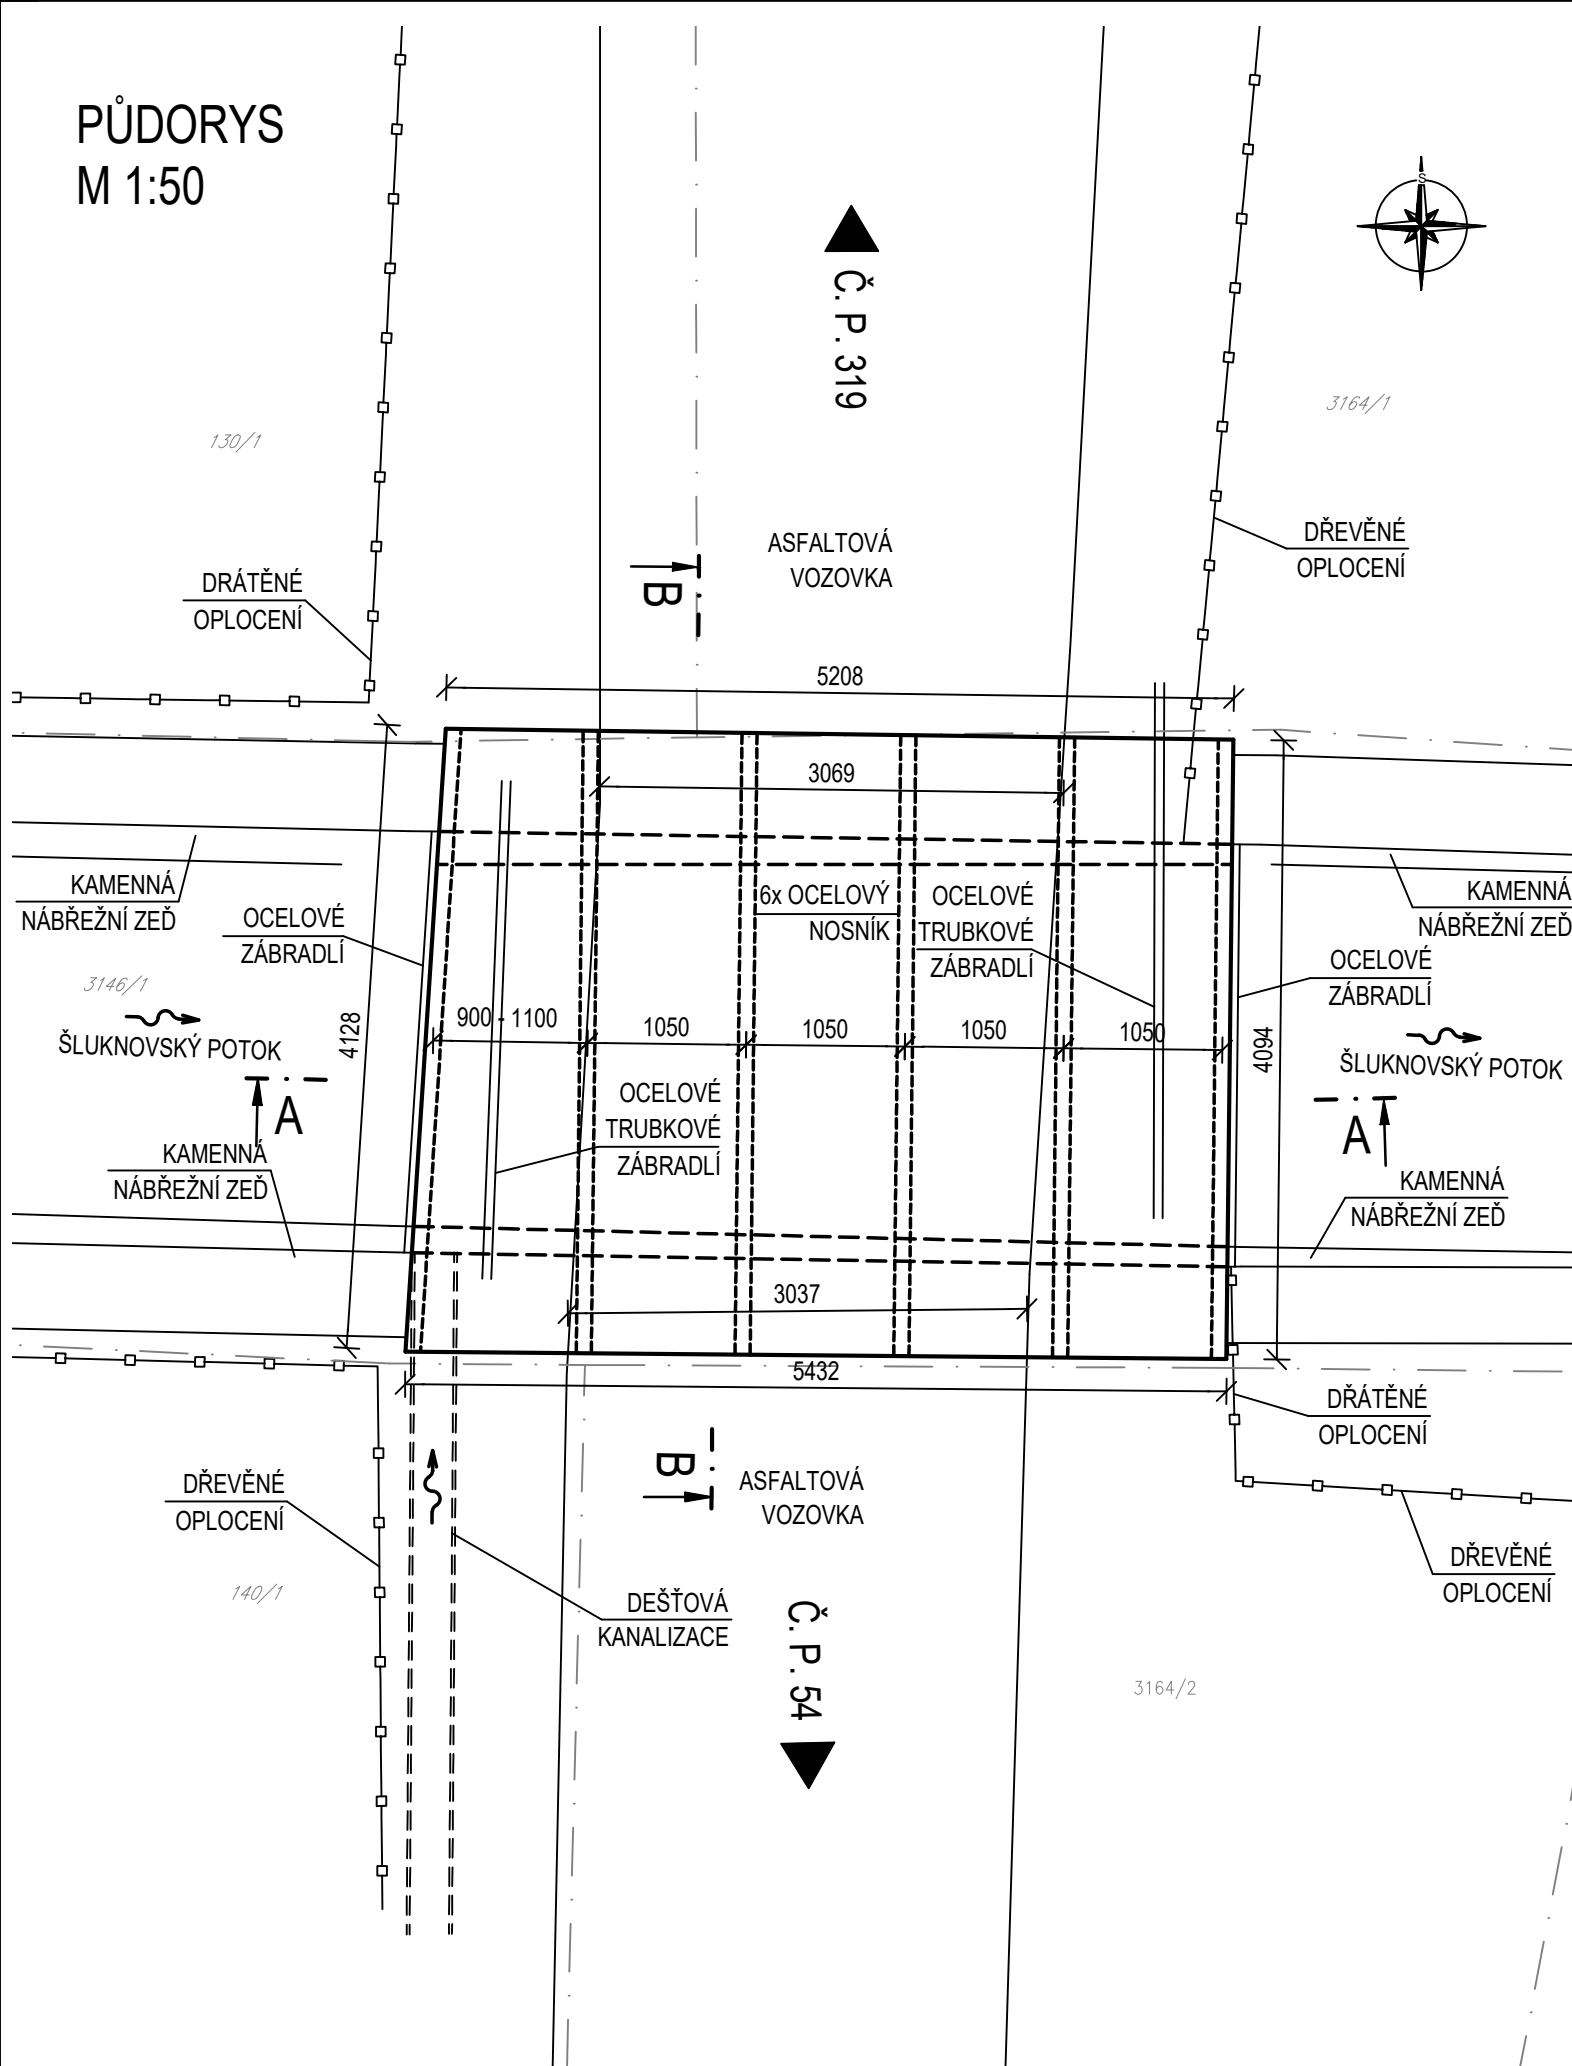 PŮDORYS
M 1:50
S
Č. P. 319
3164/1
130/1
ASFALTOVÁ
VOZOVKA
DŘEVĚNÉ
OPLOCENÍ
DRÁTĚNÉ
OPLOCENÍ
B
5208
3069
KAMENNÁ
NÁBŘEŽNÍ ZEĎ
OCELOVÉ
ZÁBRADLÍ
6x OCELOVÝ
NOSNÍK
OCELOVÉ
TRUBKOVÉ
ZÁBRADLÍ
KAMENNÁ
NÁBŘEŽNÍ ZEĎ
OCELOVÉ
ZÁBRADLÍ
3146/1
ŠLUKNOVSKÝ POTOK
4128
900 - 1100
1050
1050
1050
1050
4094
ŠLUKNOVSKÝ POTOK
A
A
OCELOVÉ
TRUBKOVÉ
ZÁBRADLÍ
KAMENNÁ
NÁBŘEŽNÍ ZEĎ
KAMENNÁ
NÁBŘEŽNÍ ZEĎ
3037
5432
DŘÁTĚNÉ
OPLOCENÍ
B
ASFALTOVÁ
VOZOVKA
DŘEVĚNÉ
OPLOCENÍ
DŘEVĚNÉ
OPLOCENÍ
140/1
DEŠŤOVÁ
KANALIZACE
Č. P. 54
3164/2